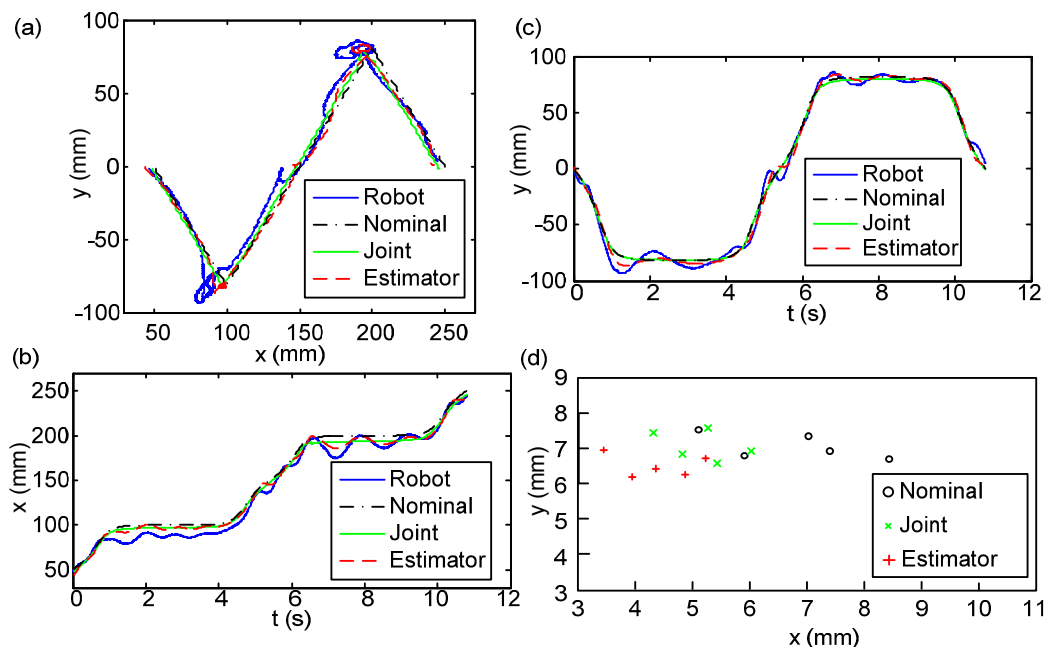 (a)
100
50
0
-50
-100
y (mm)
50 100 150 200 250
x (mm)
Robot
Nominal
Joint
Estimator
(c)
100
50
0
-50
-100
y (mm)
0 2 4 6 8 10 12
t (s)
Robot
Nominal
Joint
Estimator
(b)
250
200
150
100
50
x (mm)
0 2 4 6 8 10 12
t (s)
Robot
Nominal
Joint
Estimator
(d)
9
8
7
6
5
4
3
y (mm)
3 4 5 6 7 8 9 10 11
x (mm)
Nominal
Joint
Estimator